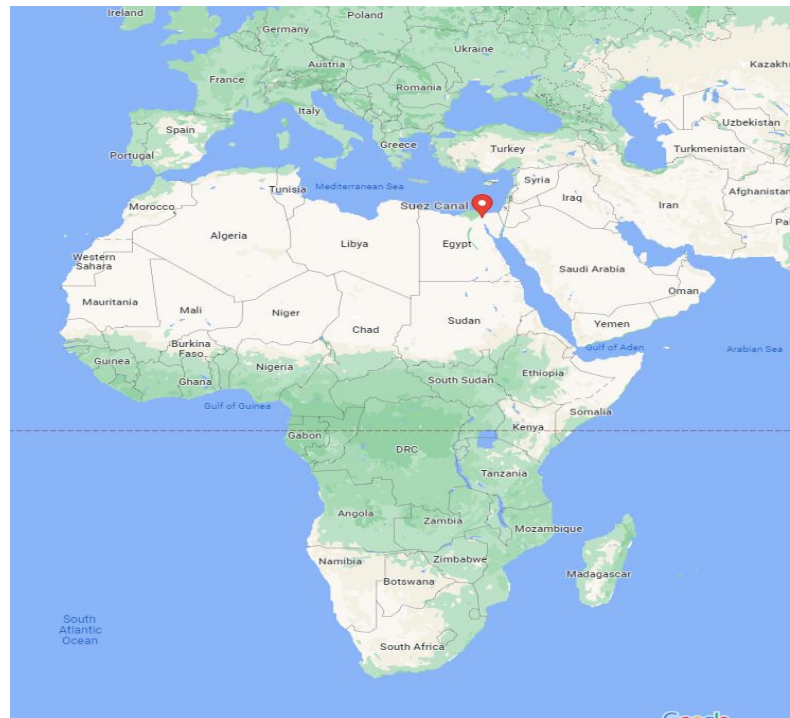 Ireland
Poland
Germany
Ukraine
Kazakhs
Austria
France
Romania
Italy
Uzbekistan
Spain
Greece
Turkey
Turkmenistan
Portugal
Syria
Tunisia
Mediterranean Sea
Afghanistan
Iraq
Iran
Morocco
Suez Canal
Pak
Algeria
Libya
Egypt
Western
Sahara
Saudi Arabia
Oman
Mauritania
Mali
Niger
Chad
Sudan
Yemen
Burkina
Faso
Gulf of Aden
Arabian Sea
Guinea
Nigeria
Ethiopia
Ghana
South Sudan
Gulf of Guinea
Somalia
Kenya
Gabon
DRC
Tanzania
Angola
Zambia
Mozambique
Namibia
Zimbabwe
Madagascar
Botswana
South
Atlantic
Ocean
South Africa
Google